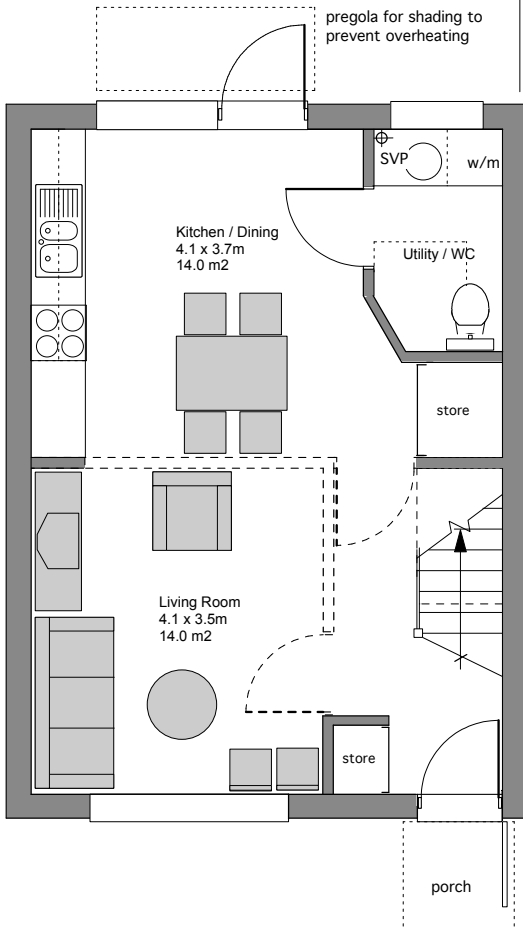 pregola for shading to
prevent overheating
SVP
w/m
Kitchen / Dining
4.1 x 3.7m
14.0 m2
Utility / WC
store
Living Room
4.1 x 3.5m
14.0 m2
store
porch